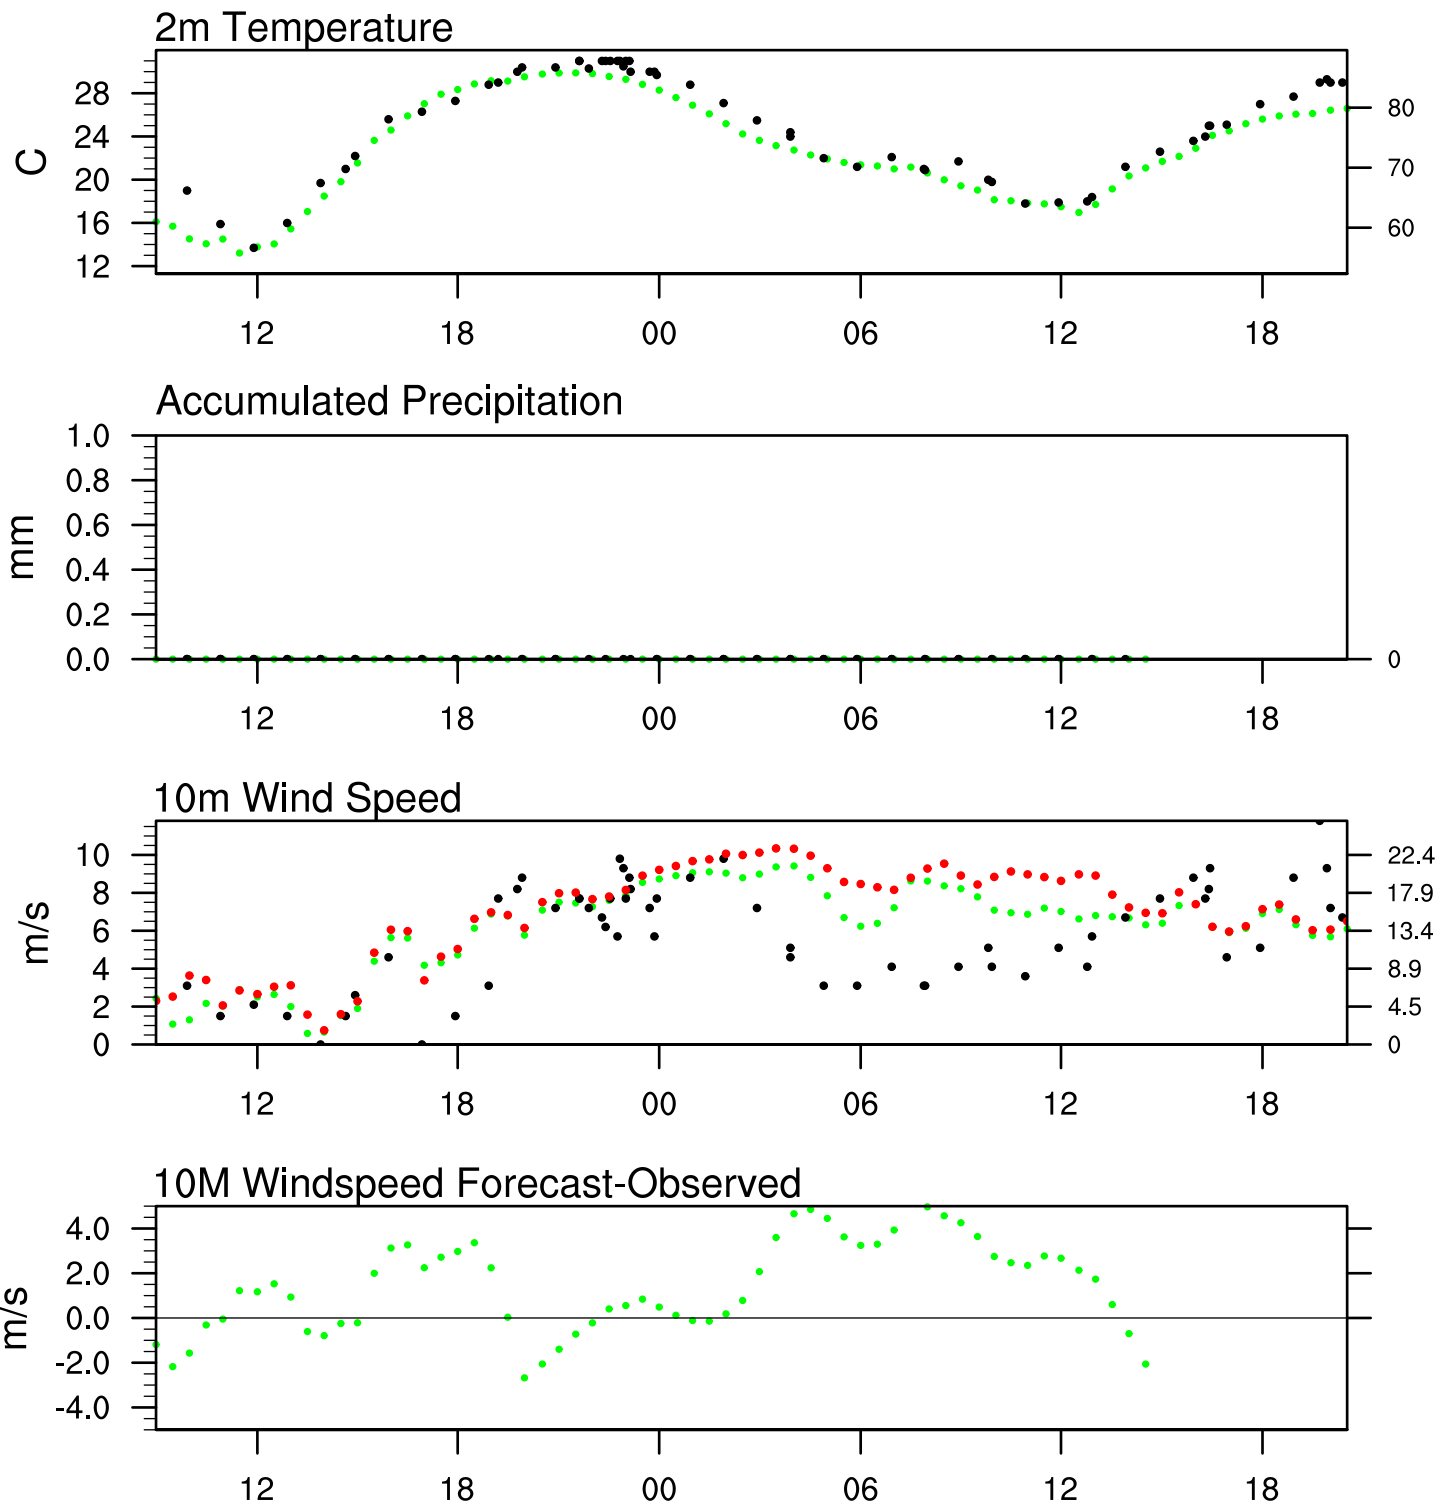 2m Temperature
28
24
20
16
12
C
80
70
60
12 18 00 06 12 18
Accumulated Precipitation
1.0
0.8
0.6
0.4
0.2
0.0
mm
0
12 18 00 06 12 18
10m Wind Speed
10
8
6
4
2
0
m/s
22.4
17.9
13.4
8.9
4.5
0
12 18 00 06 12 18
10M Windspeed Forecast-Observed
4.0
2.0
0.0
-2.0
-4.0
m/s
12 18 00 06 12 18